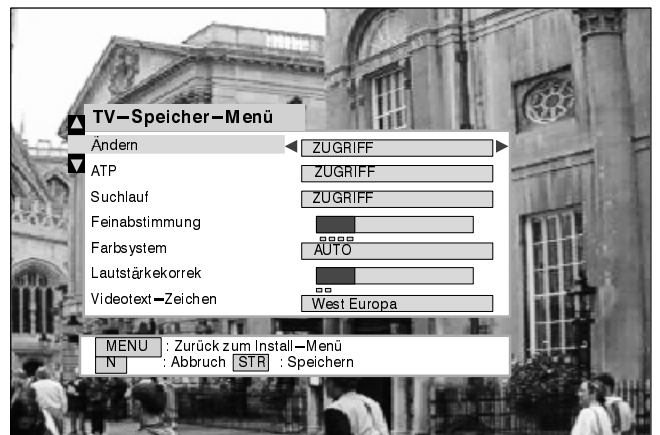 TV–Speicher–Menü
Ändern ZUGRIFF
ATP ZUGRIFF
Suchlauf ZUGRIFF
Feinabstimmung
Farbsystem AUTO
Lautstärkekorrek
Videotext–Zeichen West Europa
MENU : Zurück zum Install–Menü
N : Abbruch STR : Speichern